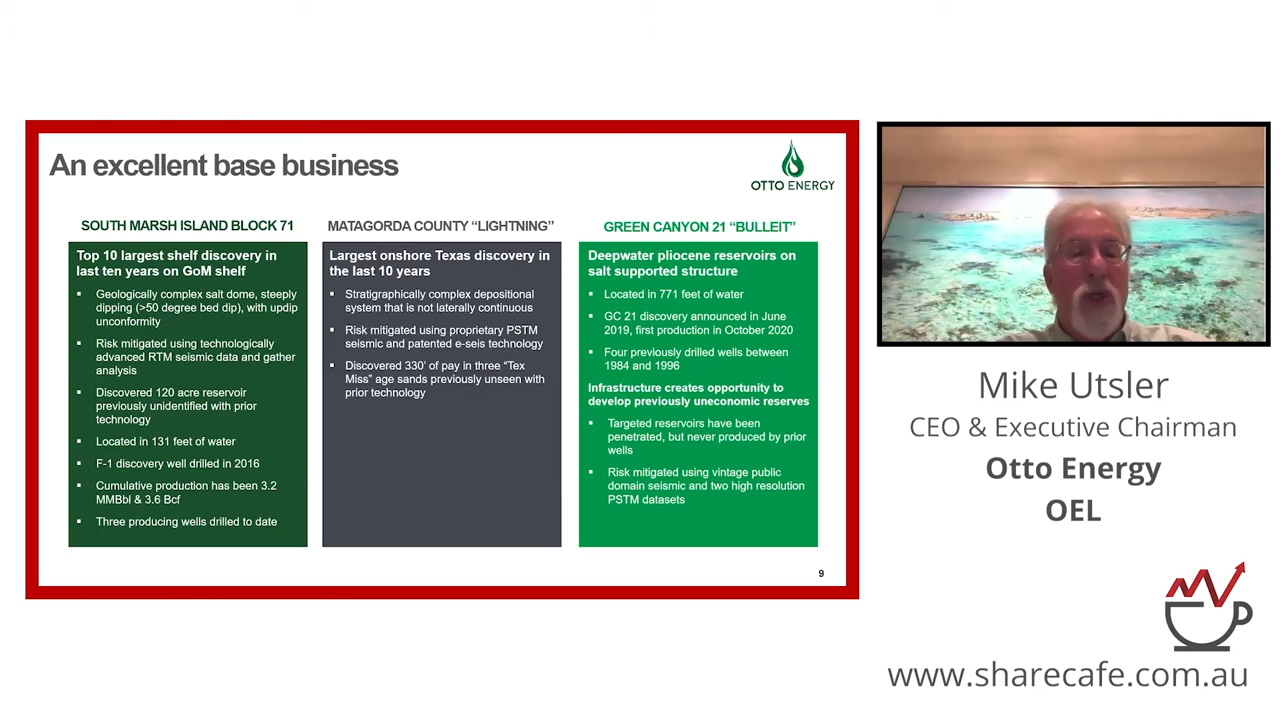 An excellent base business
OTTO ENERGY
SOUTH MARSH ISLAND BLOCK 71
Top 10 largest shelf discovery in
last ten years on GoM shelf
▪ Geologically complex salt dome, steeply
dipping (>50 degree bed dip), with updip
unconformity
▪ Risk mitigated using technologically
advanced RTM seismic data and gather
analysis
▪ Discovered 120 acre reservoir
previously unidentified with prior
technology
▪ Located in 131 feet of water
▪ F-1 discovery well drilled in 2016
▪ Cumulative production has been 3.2
MMBbl & 3.6 Bcf
▪ Three producing wells drilled to date
MATAGORDA COUNTY “LIGHTNING”
Largest onshore Texas discovery in
the last 10 years
▪ Stratigraphically complex depositional
system that is not laterally continuous
▪ Risk mitigated using proprietary PSTM
seismic and patented e-seis technology
▪ Discovered 330’ of pay in three “Tex
Miss” age sands previously unseen with
prior technology
GREEN CANYON 21 “BULLEIT”
Deepwater pliocene reservoirs on
salt supported structure
▪ Located in 771 feet of water
▪ GC 21 discovery announced in June
2019, first production in October 2020
▪ Four previously drilled wells between
1984 and 1996
Infrastructure creates opportunity to
develop previously uneconomic reserves
▪ Targeted reservoirs have been
penetrated, but never produced by prior
wells
▪ Risk mitigated using vintage public
domain seismic and two high resolution
PSTM datasets
9
Mike Utsler
CEO & Executive Chairman
Otto Energy
OEL
www.sharecafe.com.au